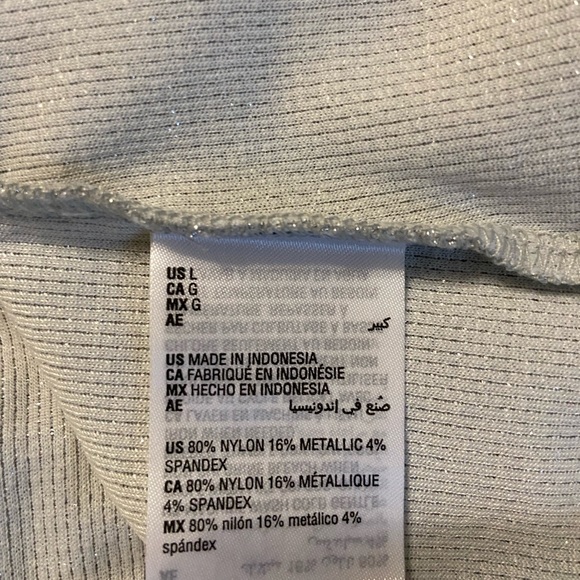 US L
CA G
MX G
AE كبير
US MADE IN INDONESIA
CA FABRIQUÉ EN INDONÉSIE
MX HECHO EN INDONESIA
AE صُنع في إندونيسيا
US 80% NYLON 16% METALLIC 4%
SPANDEX
CA 80% NYLON 16% MÉTALLIQUE
4% SPANDEX
MX 80% nilón 16% metálico 4%
spándex